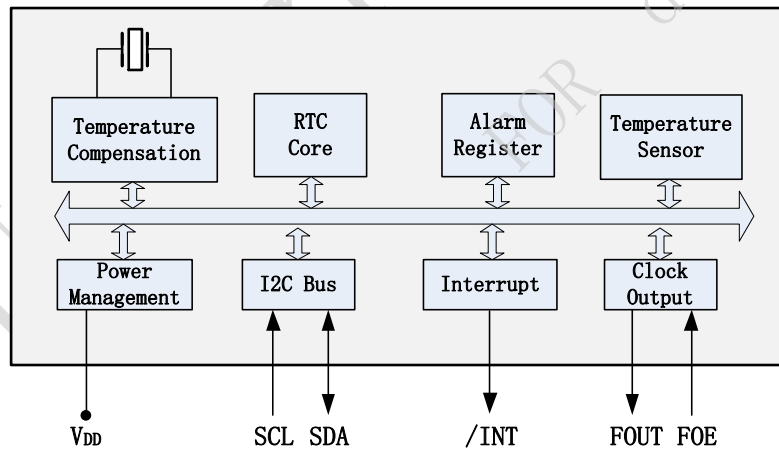 Temperature
Compensation
RTC
Core
Alarm
Register
Temperature
Sensor
Power
Management
I2C Bus
Interrupt
Clock
Output
VDD
SCL SDA
/INT
FOUT FOE
FOR